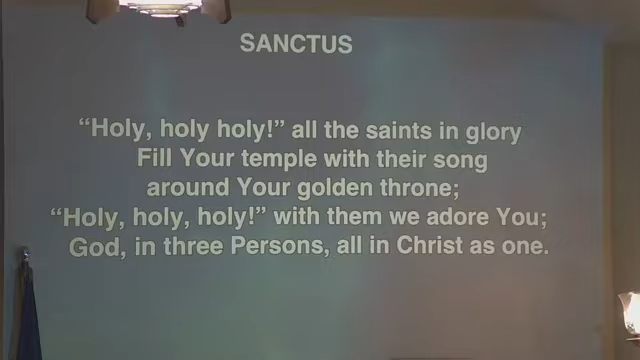 SANCTUS
“Holy, holy holy!” all the saints in glory
Fill Your temple with their song
around Your golden throne;
“Holy, holy, holy!” with them we adore You;
God, in three Persons, all in Christ as one.